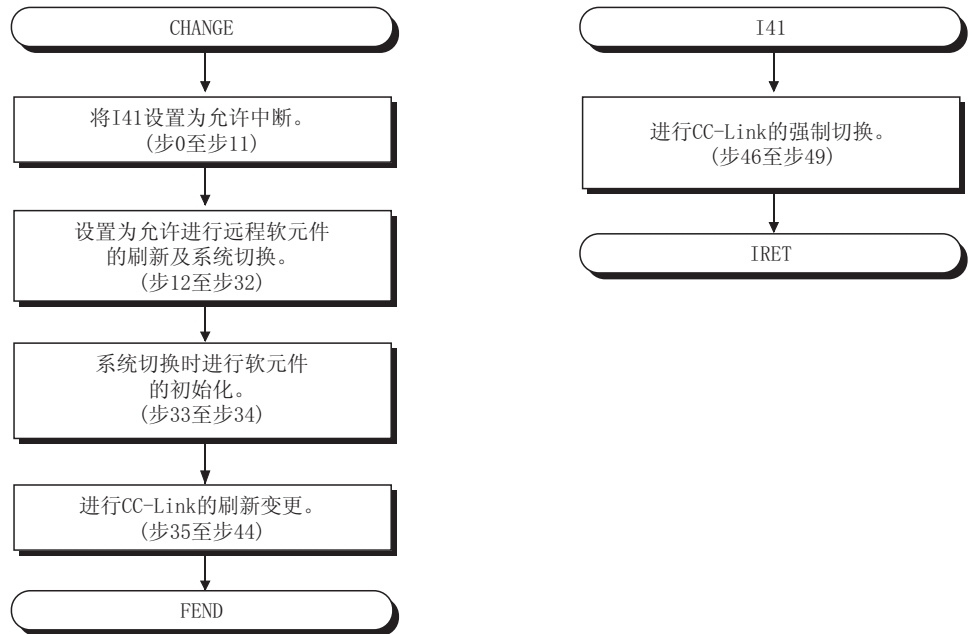 CHANGE
将I41设置为允许中断。
(步0至步11)
设置为允许进行远程软元件
的刷新及系统切换。
(步12至步32)
系统切换时进行软元件
的初始化。
(步33至步34)
进行CC-Link的刷新变更。
(步35至步44)
FEND
I41
进行CC-Link的强制切换。
(步46至步49)
IRET